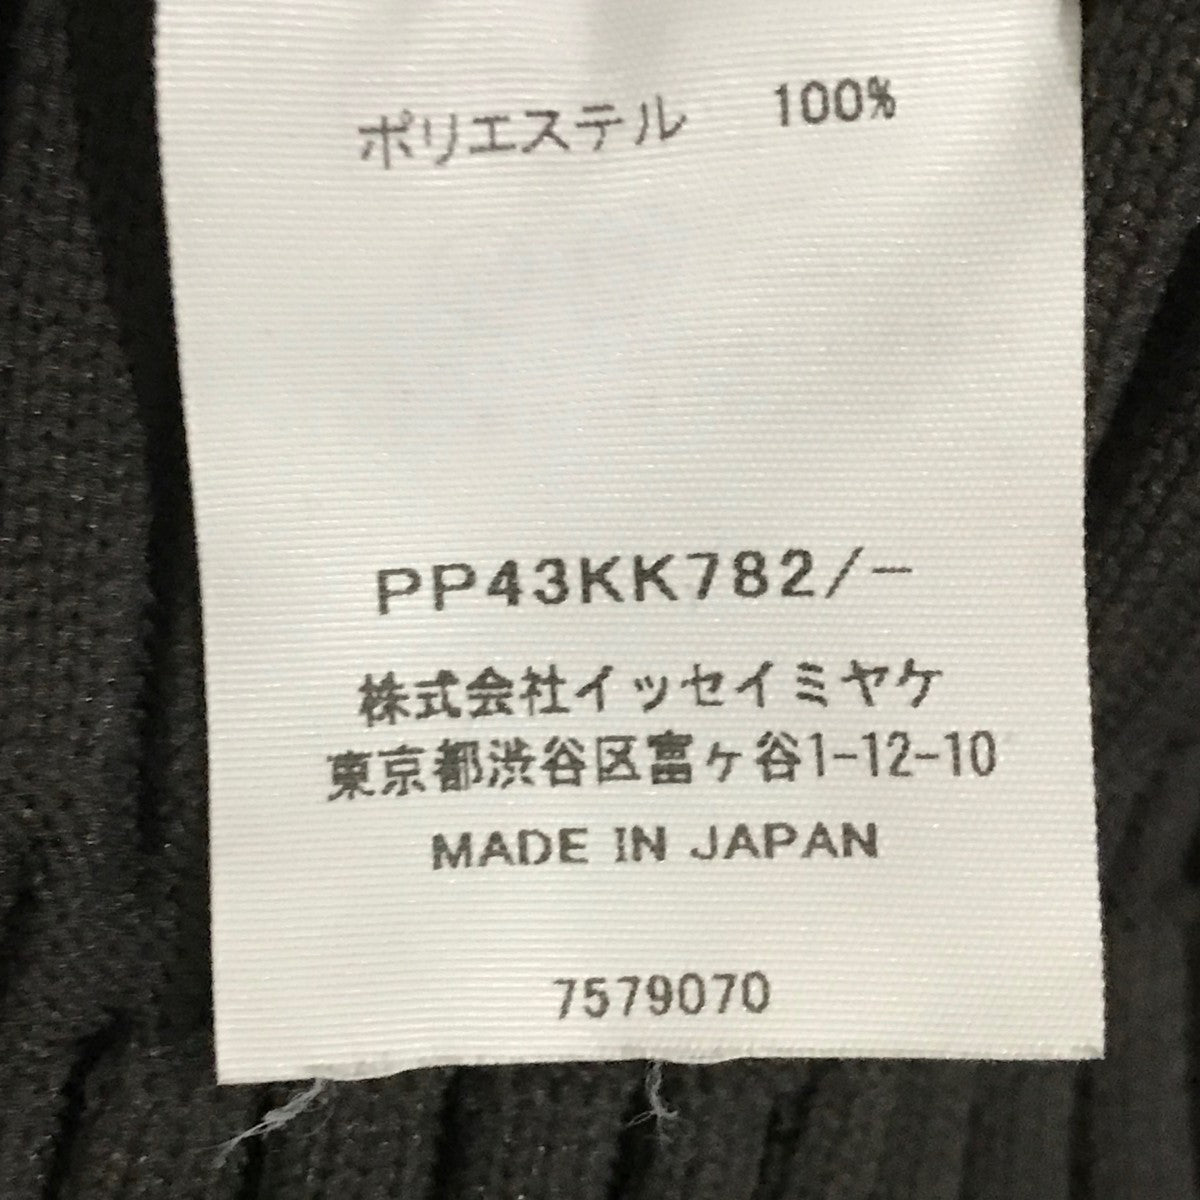 ポリエステル 100%
PP43KK782/-
株式会社イッセイミヤケ
東京都渋谷区富ヶ谷1-12-10
MADE IN JAPAN
7579070